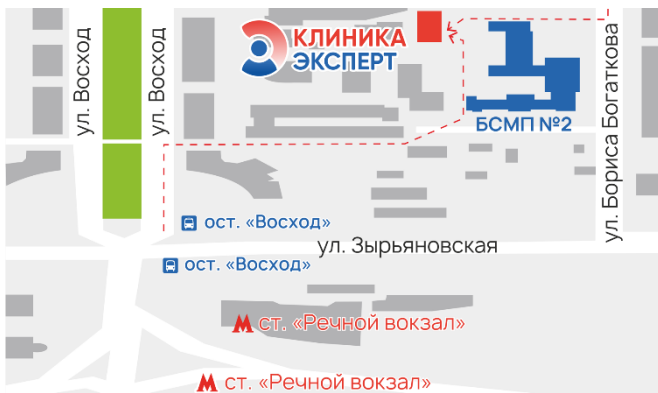 ул. Восход
ул. Восход
КЛИНИКА
ЭКСПЕРТ
БСМП №2
ул. Бориса Богаткова
ост. «Восход»
ул. Зырьяновская
ост. «Восход»
М ст. «Речной вокзал»
М ст. «Речной вокзал»